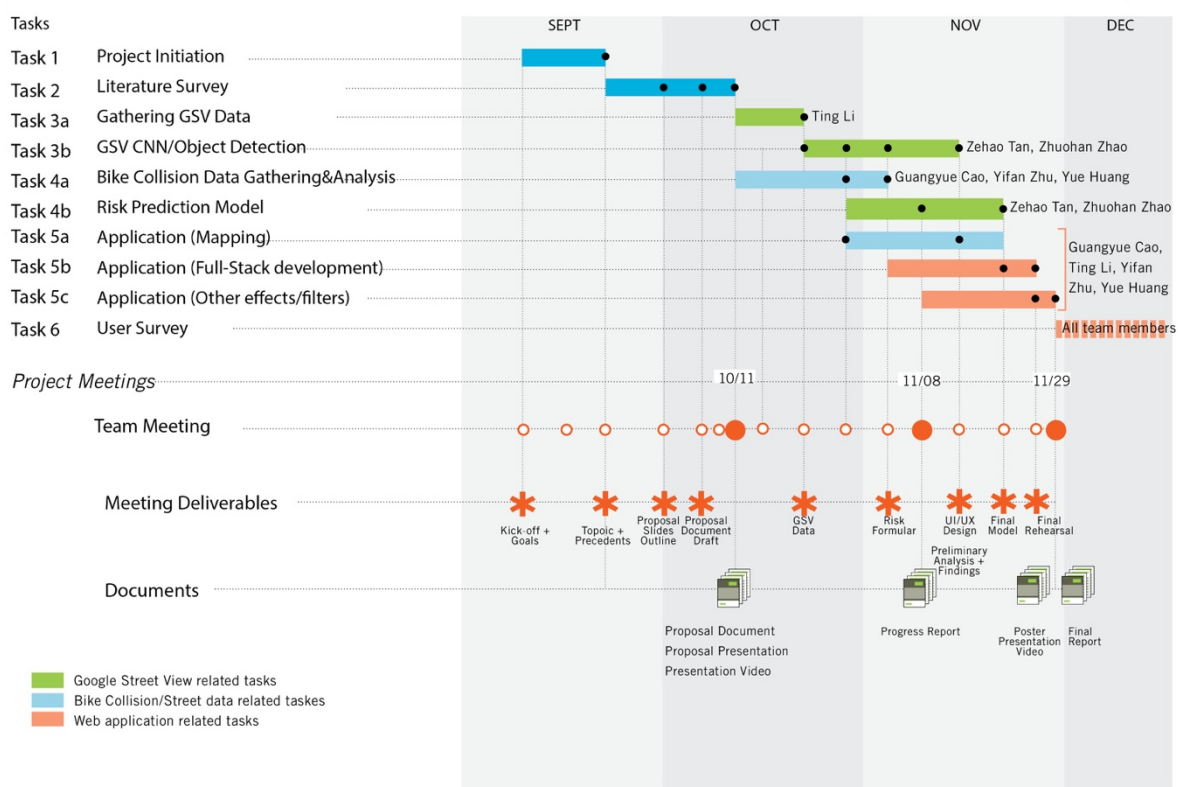 Tasks
SEPT
OCT
NOV
DEC
Task 1
Project Initiation
Task 2
Literature Survey
Task 3a
Gathering GSV Data
Ting Li
Task 3b
GSV CNN/Object Detection
Zehao Tan, Zhuohan Zhao
Task 4a
Bike Collision Data Gathering&Analysis
Guangyue Cao, Yifan Zhu, Yue Huang
Task 4b
Risk Prediction Model
Zehao Tan, Zhuohan Zhao
Task 5a
Application (Mapping)
Task 5b
Application (Full-Stack development)
Task 5c
Application (Other effects/filters)
Guangyue Cao,
Ting Li, Yifan
Zhu, Yue Huang
Task 6
User Survey
All team members
Project Meetings
10/11
11/08
11/29
Team Meeting
Meeting Deliverables
Kick-off +
Goals
Topoic +
Precedents
Proposal
Slides
Outline
Proposal
Document
Draft
GSV
Data
Risk
Formular
UI/UX
Design
Preliminary
Analysis +
Findings
Final
Model
Final
Rehearsal
Documents
Proposal Document
Proposal Presentation
Presentation Video
Progress Report
Poster
Presentation
Video
Final
Report
Google Street View related tasks
Bike Collision/Street data related taskes
Web application related tasks